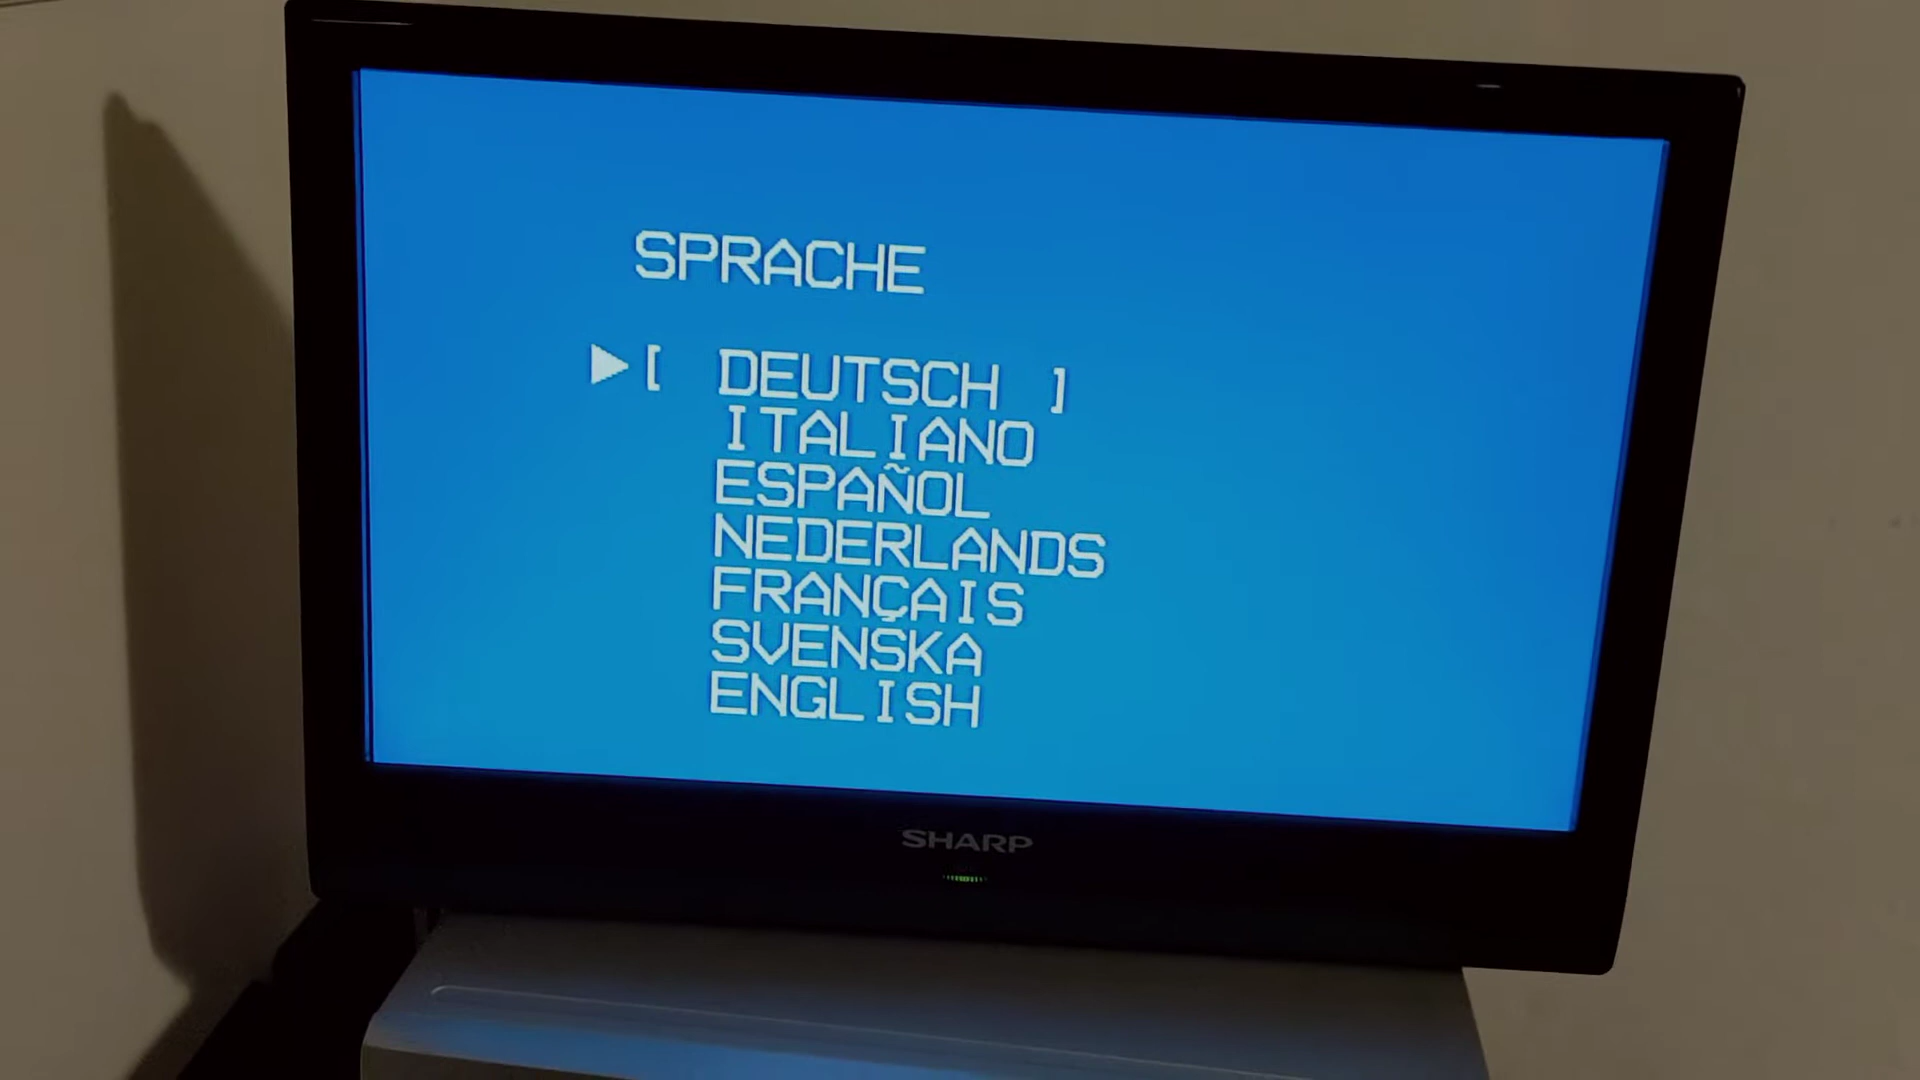 SPRACHE
▶[ DEUTSCH ]
ITALIANO
ESPAÑOL
NEDERLANDS
FRANÇAIS
SVENSKA
ENGLISH
SHARP